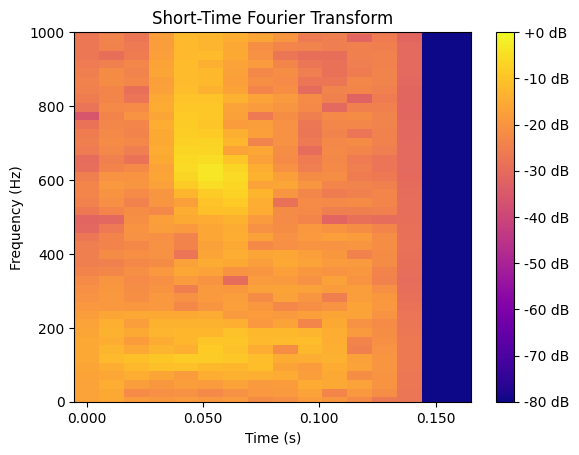 Short-Time Fourier Transform
1000
800
600
400
200
0
Frequency (Hz)
0.000
0.050
0.100
0.150
Time (s)
+0 dB
-10 dB
-20 dB
-30 dB
-40 dB
-50 dB
-60 dB
-70 dB
-80 dB